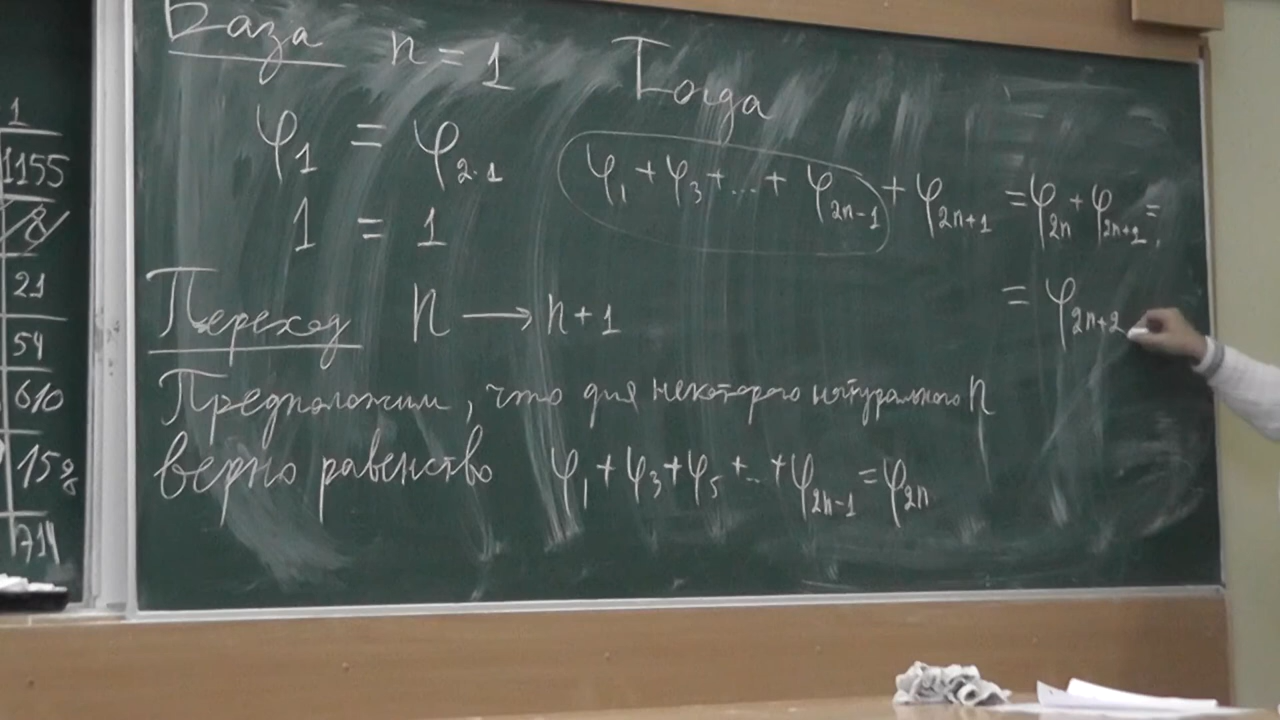 База n = 1
φ₁ = φ₂.₁
1 = 1
Переход n → n+1
Предположим, что для некоторого натурального n
верно равенство φ₁ + φ₃ + φ₅ + ... + φ₂ₙ₋₁ = φ₂ₙ
Тогда
φ₁ + φ₃ + ... + φ₂ₙ₋₁ + φ₂ₙ₊₁ = φ₂ₙ + φ₂ₙ₊₁ =
= φ₂ₙ₊₂
1
1155
21
54
610
714